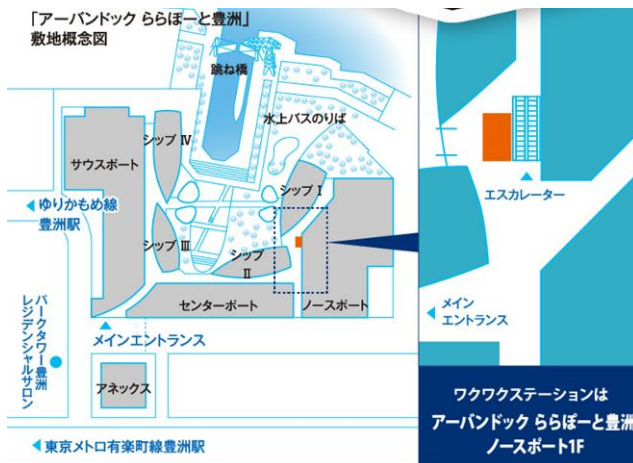 「アーバンドック ららぽーと豊洲」
敷地概念図
跳ね橋
水上バスのりば
シップ Ⅳ
サウスポート
シップ Ⅰ
エスカレーター
ゆりかもめ線
豊洲駅
シップ Ⅲ
シップ
Ⅱ
センターポート
ノースポート
メイン
エントランス
メインエントランス
パークタワー豊洲
レジデンシャルサロン
アネックス
ワクワクステーションは
アーバンドック ららぽーと豊洲
ノースポート1F
東京メトロ有楽町線豊洲駅